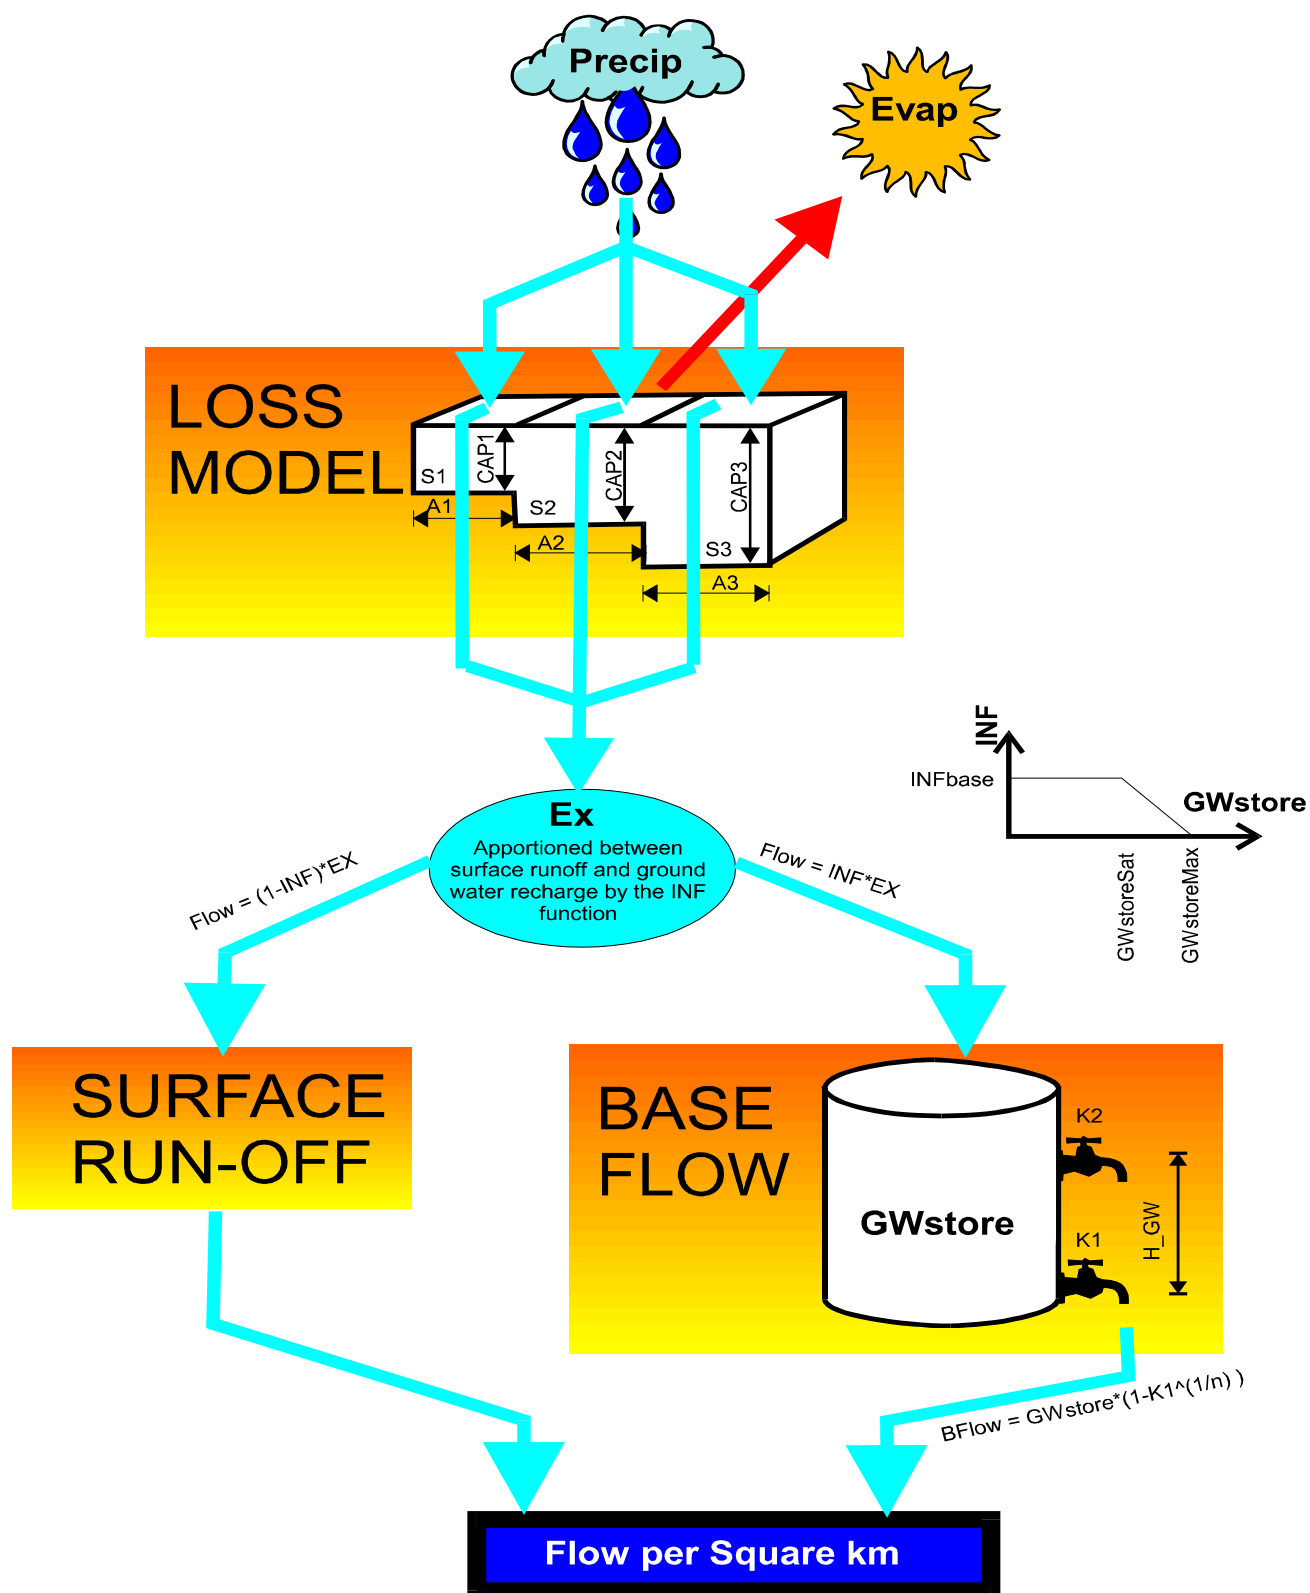 Precip
Evap
LOSS
MODEL
CAP1
CAP2
CAP3
S1
S2
S3
A1
A2
A3
INF
INFbase
GWstore
GWstoreSat
GWstoreMax
Ex
Apportioned between
surface runoff and ground
water recharge by the INF
function
Flow = (1-INF)*EX
Flow = INF*EX
SURFACE
RUN-OFF
BASE
FLOW
GWstore
K2
K1
H_GW
BFlow = GWstore*(1-K1^(1/n) )
Flow per Square km